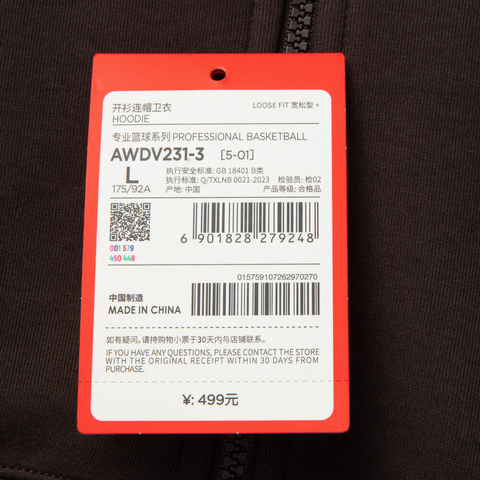 开衫连帽卫衣
HOODIE
LOOSE FIT 宽松型 +
专业篮球系列 PROFESSIONAL BASKETBALL
AWDV231-3 [5-01]
L
175/92A
执行安全标准: GB 18401 B类
执行标准: Q/TXLNB 0021-2023 检验员: 检02
产地: 中国 产品等级: 合格品
001 579
450 448
6 901828 279248
015759107262970270
中国制造
MADE IN CHINA
如有疑问, 请持购物小票于30天内与店铺联系。
IF YOU HAVE ANY QUESTIONS, PLEASE CONTACT THE STORE
WITH THE ORIGINAL RECEIPT WITHIN 30 DAYS FROM
PURCHASE.
¥: 499元